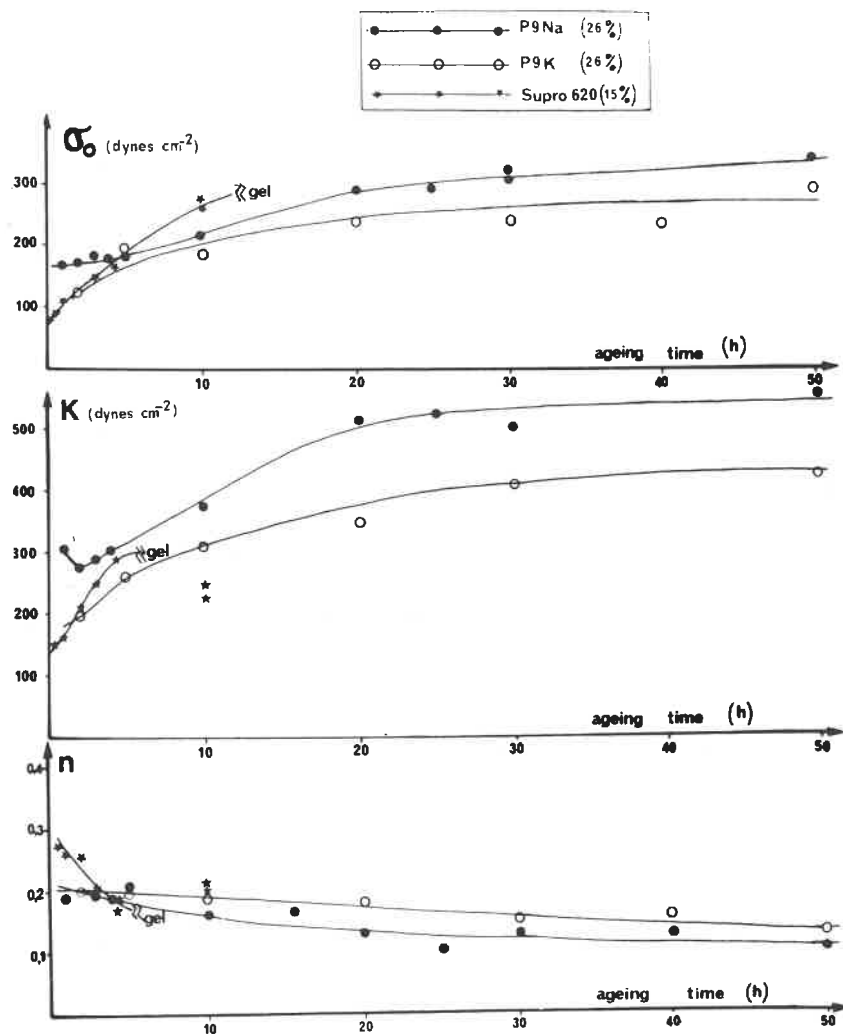 P9Na (26%)
P9K (26%)
Supro 620 (15%)
σ₀ (dynes cm⁻²)
gel
300
200
100
ageing time (h)
10
20
30
40
50
K (dynes cm⁻²)
500
400
gel
300
200
100
ageing time (h)
10
20
30
40
50
n
0,4
0,3
0,2
gel
0,1
ageing time (h)
10
20
30
40
50